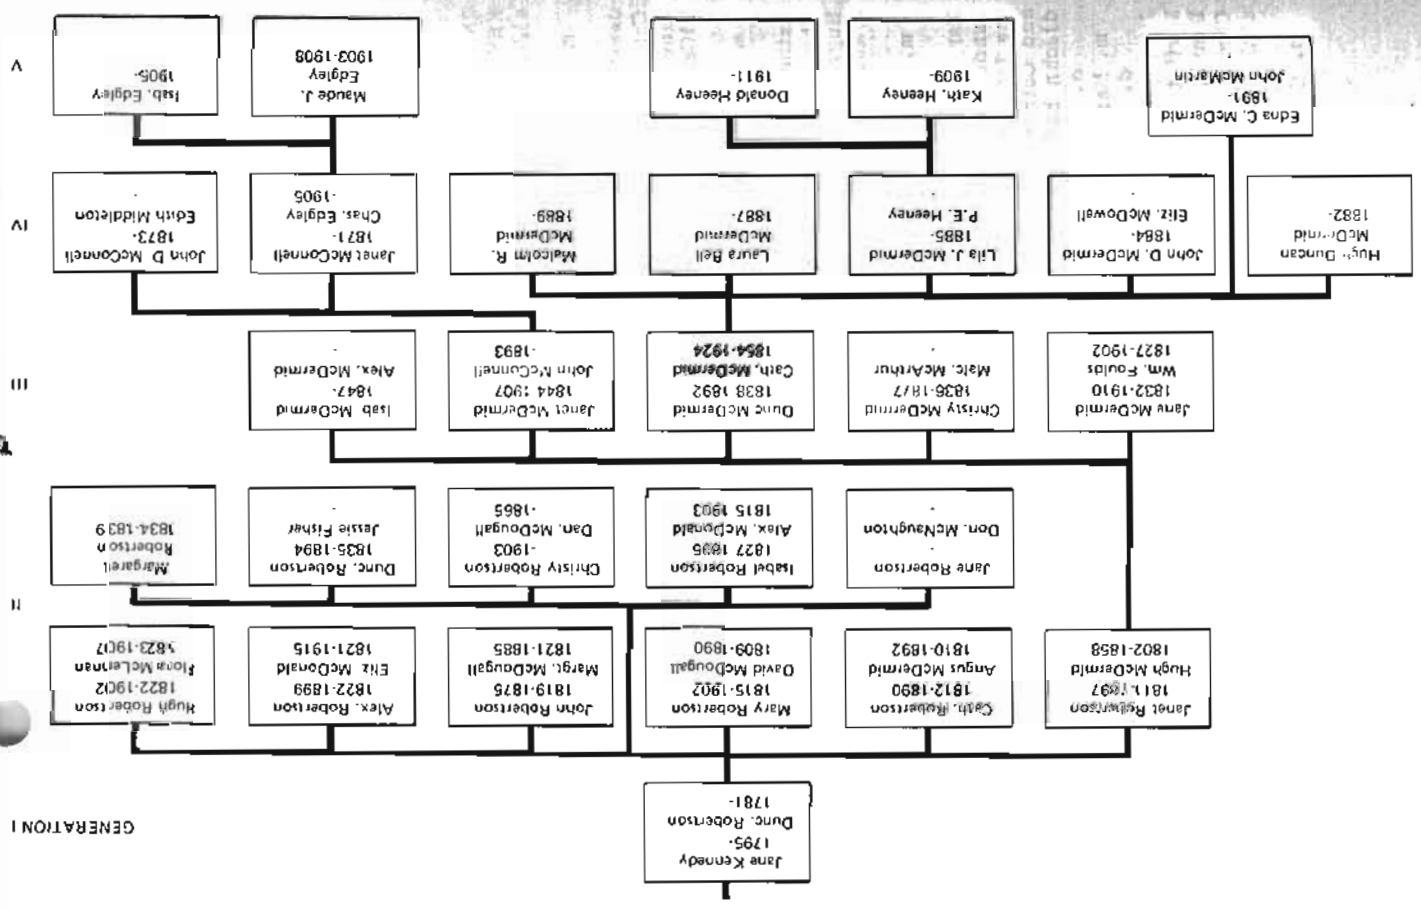 Jane Kennedy
1795-
Dunc. Robertson
1781-
GENERATION I
Janet Robertson
1811-1897
Hugh McDermid
1802-1858
Cath. Robertson
1812-1890
Angus McDermid
1810-1892
Mary Robertson
1815-1902
David McDougall
1809-1890
John Robertson
1819-1875
Margt. McDougall
1821-1885
Alex. Robertson
1822-1899
Eliz McDonald
1821-1915
Hugh Robertson
1822-1902
Flora McLennan
1823-1907
II
Jane Robertson
-
Don. McNaughton
-
Isabel Robertson
1827 1895
Alex. McDonald
1815 1903
Christy Robertson
-1903
Dan. McDougall
-1865
Dunc. Robertson
1835-1894
Jessie Fisher
-
Margaret
Robertson
1834-1839
Jane McDermid
1832-1910
Wm. Foulds
1827-1902
Christy McDermid
1836-1877
Malc. McArthur
-
Dunc McDermid
1838 1892
Cath. McDermid
1854-1924
Janet McDermid
1844 1907
John McConnell
-1893
Isab. McDermid
1847-
Alex. McDermid
-
III
Hugh Duncan
McDermid
1882-
John D. McDermid
1884-
Eliz. McDowall
-
Lila J. McDermid
1885-
P.E. Heeney
-
Laura Bell
McDermid
1887-
Malcolm R.
McDermid
1889-
Janet McConnell
1871-
Chas. Edgley
-1905
John D. McConnell
1873-
Edith Middleton
-
IV
Edna C. McDermid
1891-
John McMartin
-
Kath. Heeney
1909-
Donald Heeney
1911-
Maude J.
Edgley
1903-1908
Isab. Edgley
1905-
V